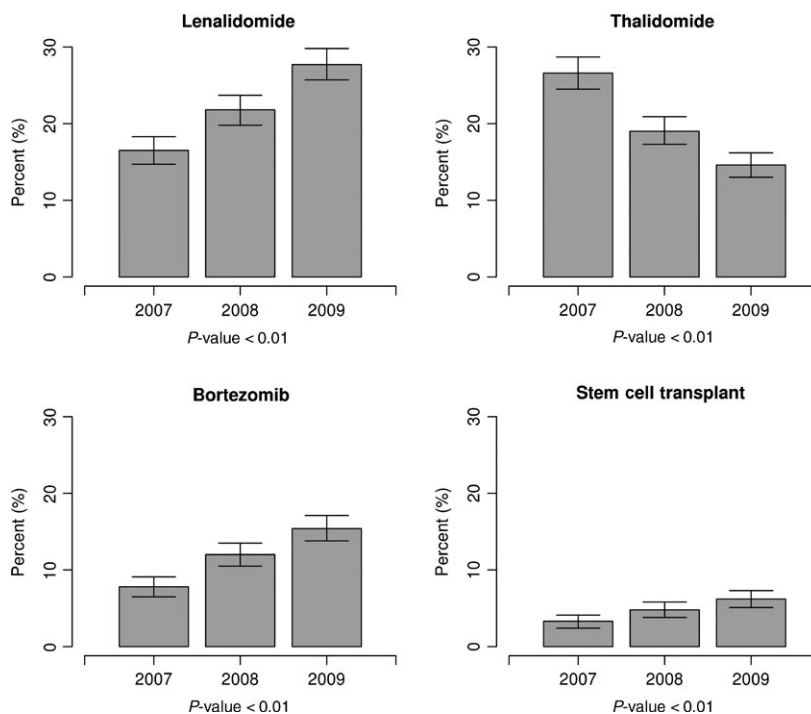 Lenalidomide
Percent (%)
30
20
10
0
2007 2008 2009
P-value < 0.01
Thalidomide
Percent (%)
30
20
10
0
2007 2008 2009
P-value < 0.01
Bortezomib
Percent (%)
30
20
10
0
2007 2008 2009
P-value < 0.01
Stem cell transplant
Percent (%)
30
20
10
0
2007 2008 2009
P-value < 0.01